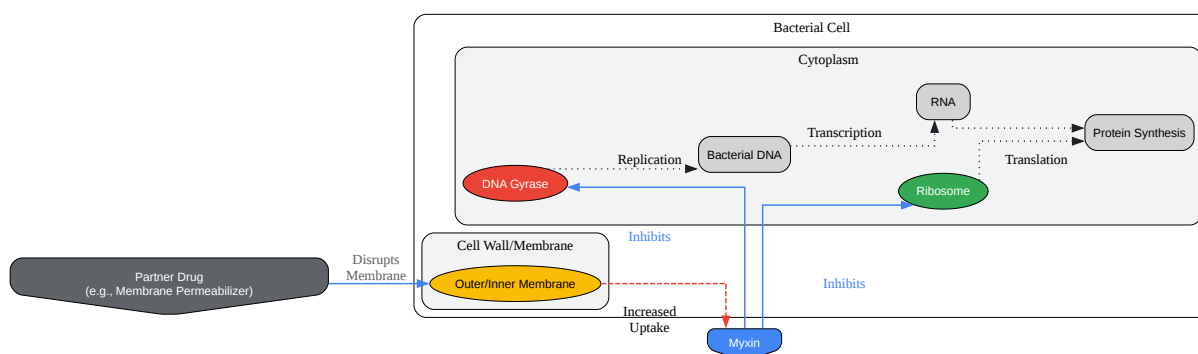 Bacterial Cell
Cytoplasm
RNA
Transcription
Protein Synthesis
Bacterial DNA
Replication
Translation
DNA Gyrase
Ribosome
Inhibits
Cell Wall/Membrane
Disrupts
Membrane
Partner Drug
(e.g., Membrane Permeabilizer)
Outer/Inner Membrane
Inhibits
Increased
Uptake
Myxin